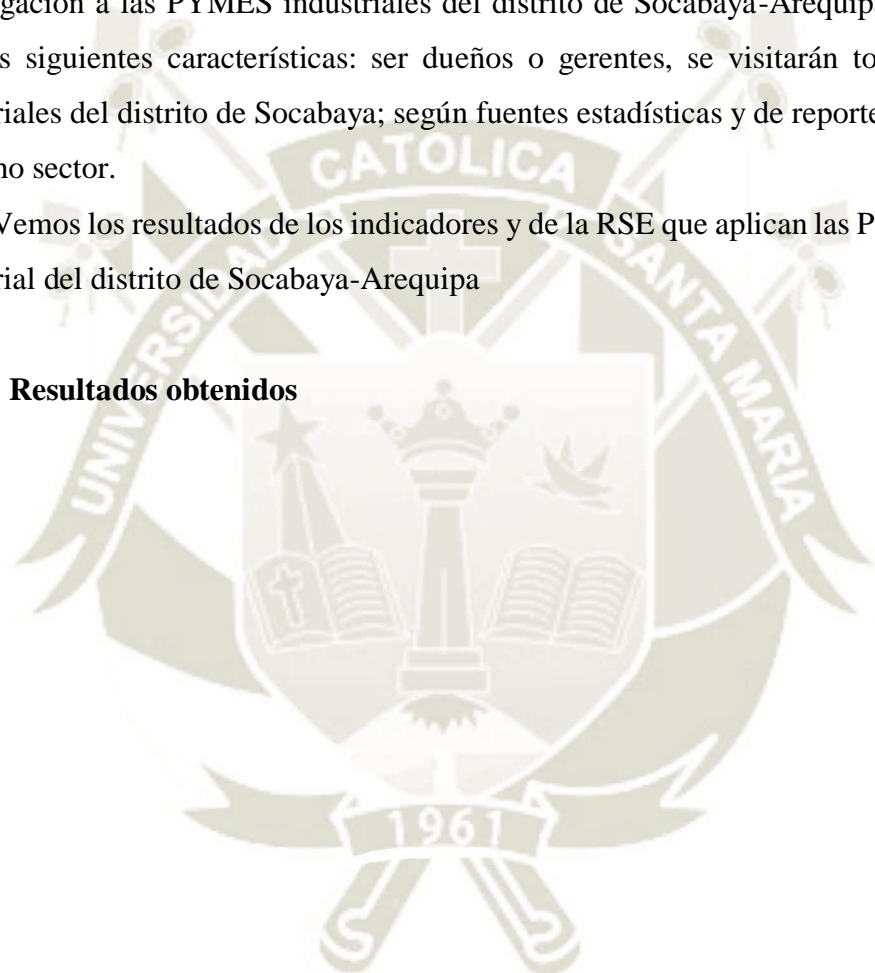 gación a las PYMES industriales del distrito de Socabaya-Arequipa
s siguientes características: ser dueños o gerentes, se visitarán to
riales del distrito de Socabaya; según fuentes estadísticas y de reporte
no sector.
Vemos los resultados de los indicadores y de la RSE que aplican las P
rial del distrito de Socabaya-Arequipa
Resultados obtenidos
UNIVERSIDAD CATOLICA SANTA MARIA
1961